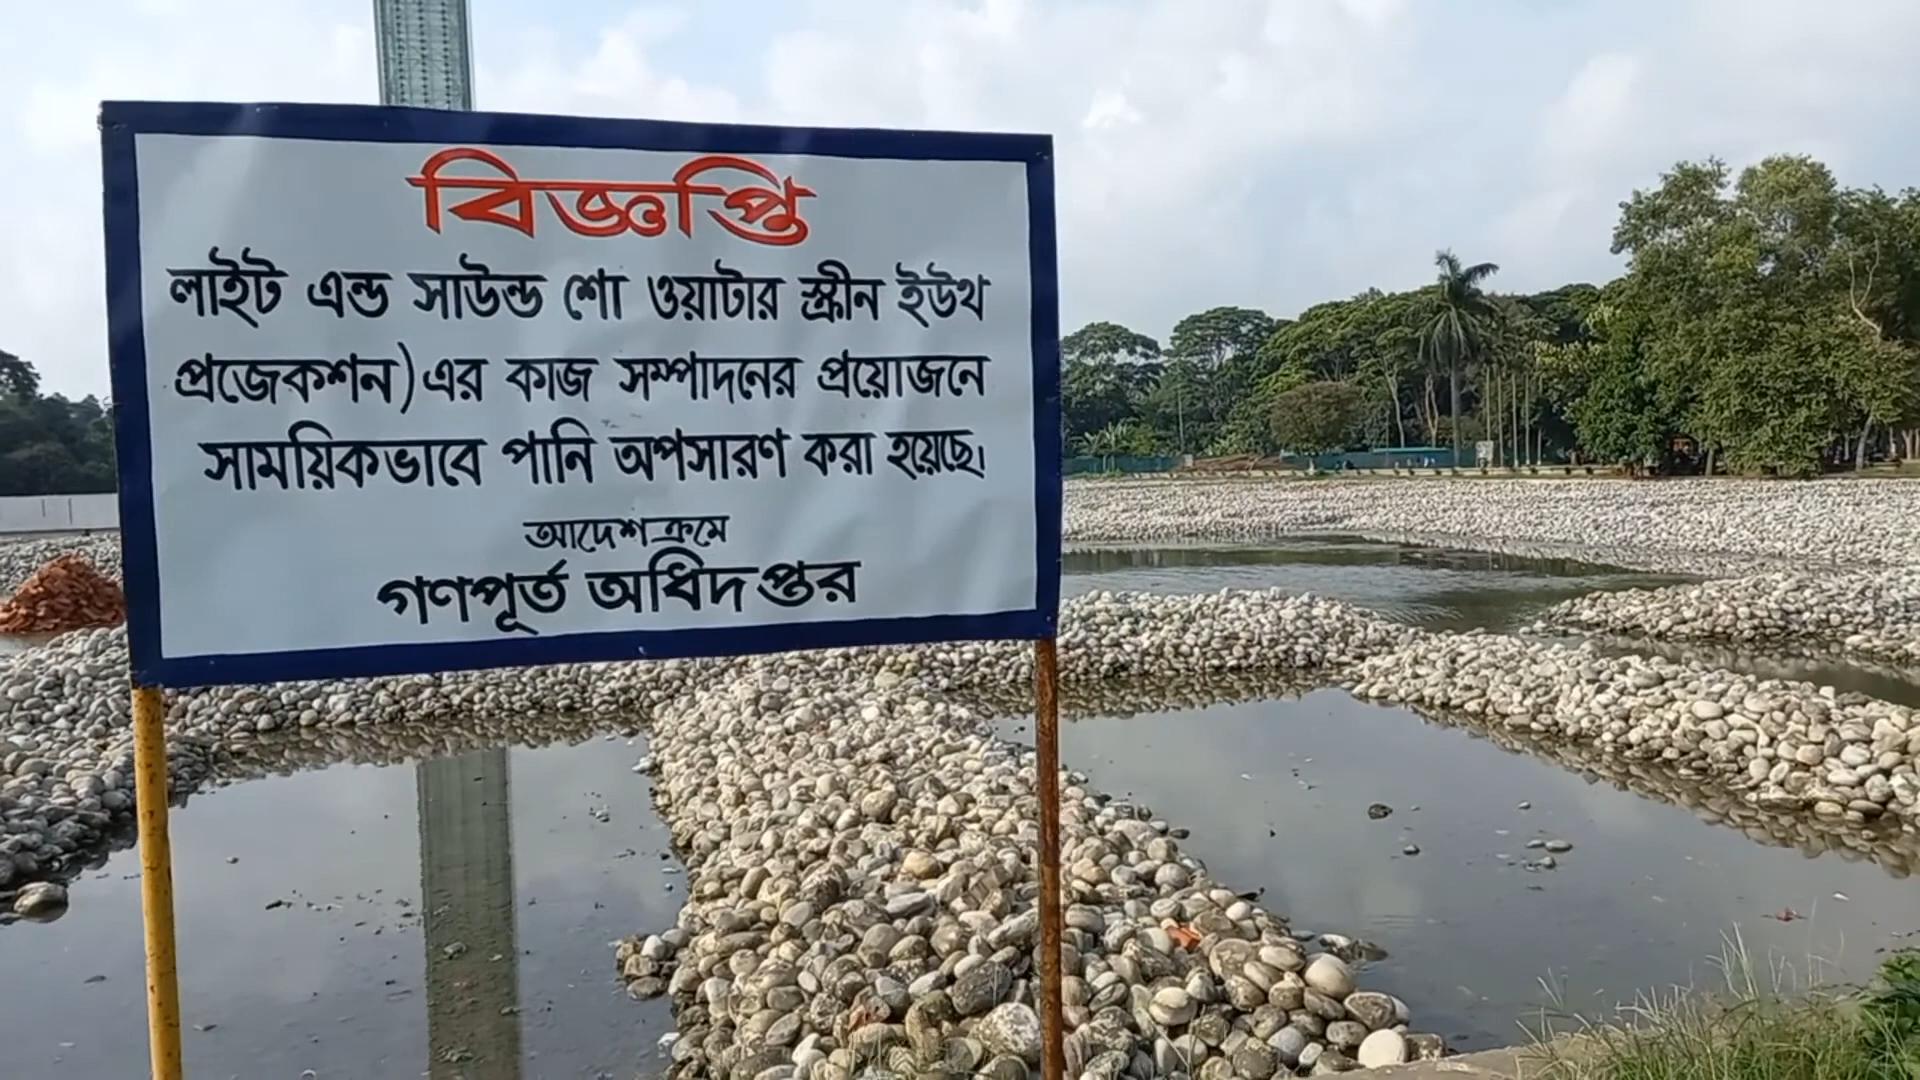 বিজ্ঞপ্তি
লাইট এন্ড সাউন্ড শো ওয়াটার স্ক্রীন ইউথ
প্রজেকশন)এর কাজ সম্পাদনের প্রয়োজনে
সাময়িকভাবে পানি অপসারণ করা হয়েছে।
আদেশক্রমে
গণপূর্ত অধিদপ্তর